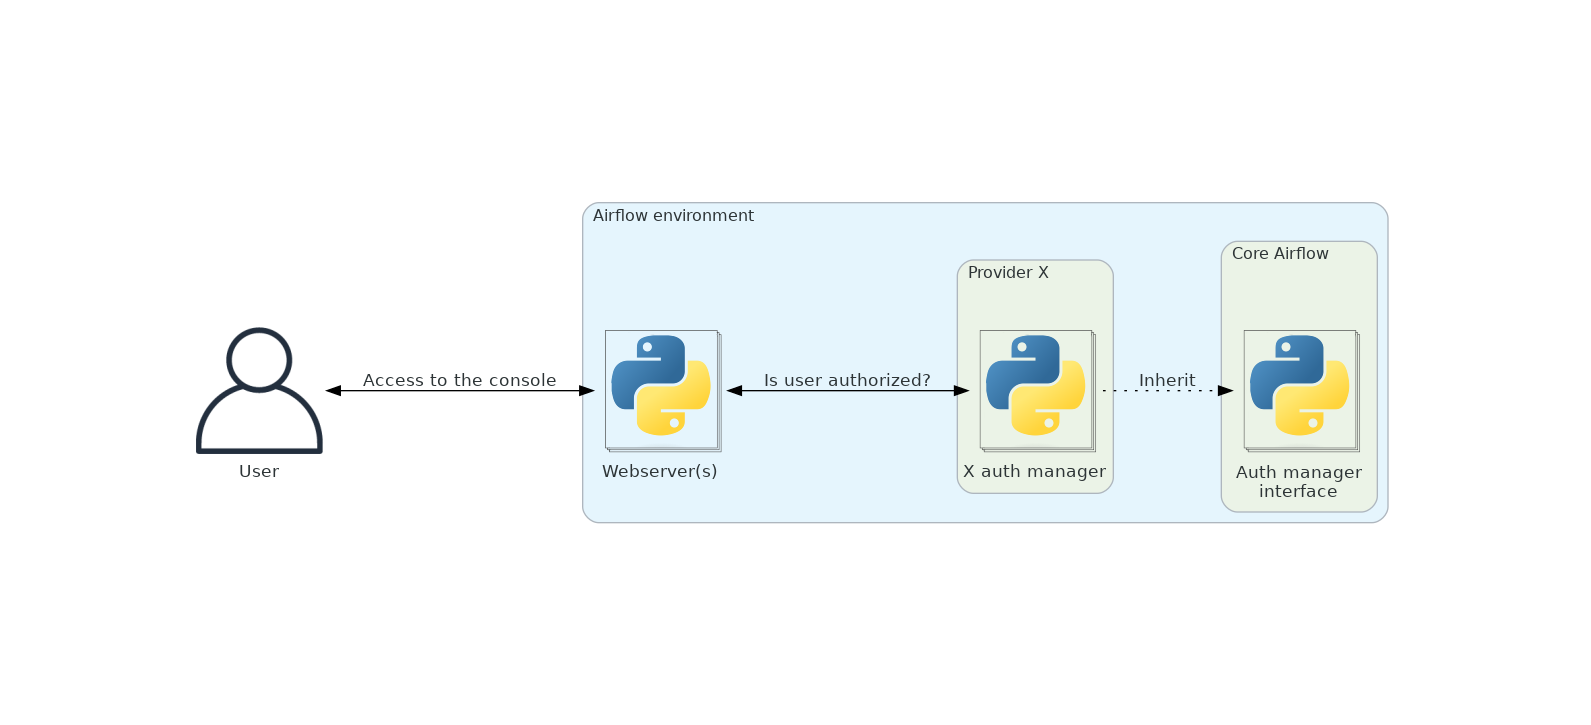 Airflow environment
Core Airflow
Provider X
Access to the console
Is user authorized?
Inherit
User
Webserver(s)
X auth manager
Auth manager
interface